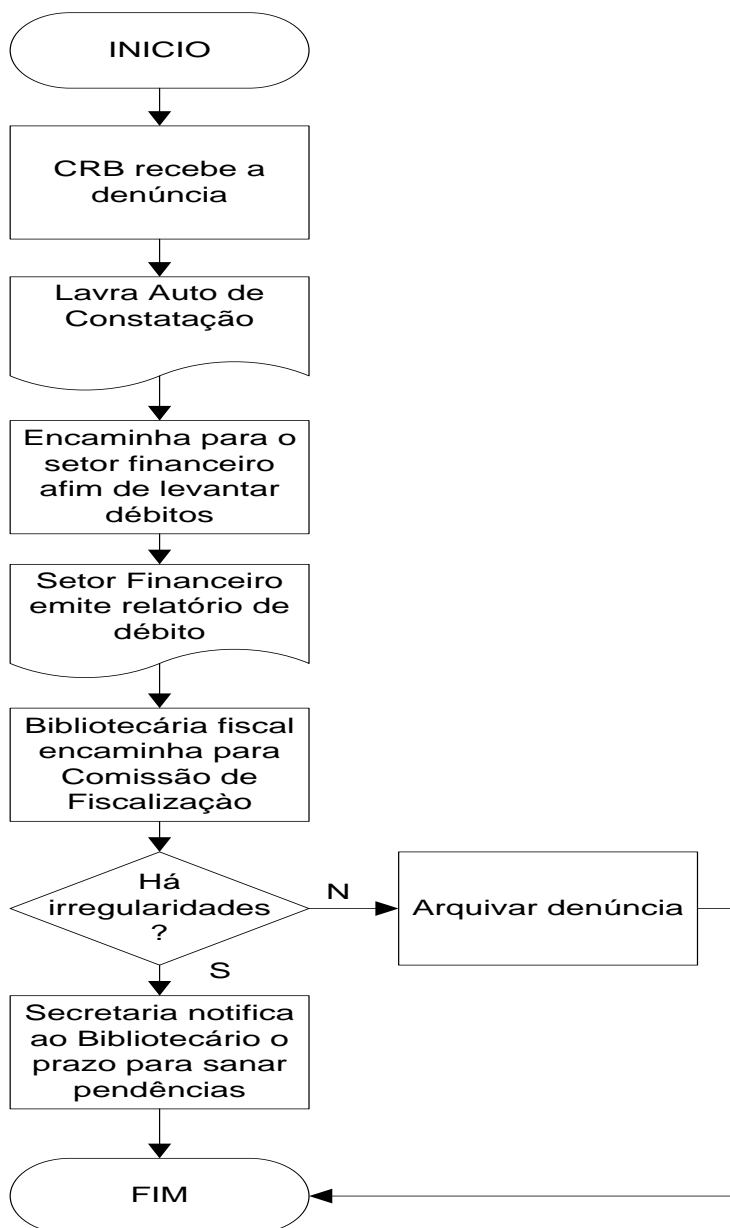 INICIO
CRB recebe a
denúncia
Lavra Auto de
Constatação
Encaminha para o
setor financeiro
afim de levantar
débitos
Setor Financeiro
emite relatório de
débito
Bibliotecária fiscal
encaminha para
Comissão de
Fiscalizaçào
Há
irregularidades
?
N
Arquivar denúncia
S
Secretaria notifica
ao Bibliotecário o
prazo para sanar
pendências
FIM